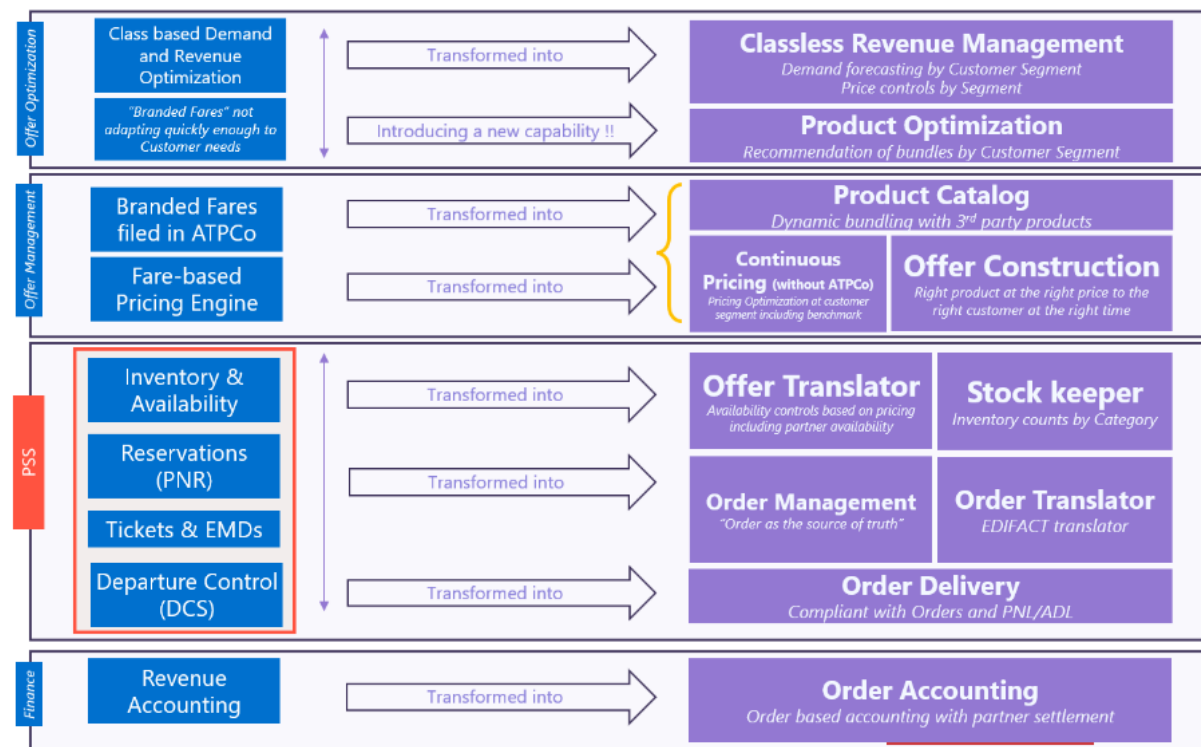 Offer Optimization
Class based Demand
and Revenue
Optimization
Transformed into
Classless Revenue Management
Demand forecasting by Customer Segment
Price controls by Segment
"Branded Fares" not
adapting quickly enough to
Customer needs
Introducing a new capability !!
Product Optimization
Recommendation of bundles by Customer Segment
Offer Management
Branded Fares
filed in ATPCo
Transformed into
Product Catalog
Dynamic bundling with 3rd party products
Fare-based
Pricing Engine
Transformed into
Continuous
Pricing (without ATPCo)
Pricing Optimization at customer
segment including benchmark
Offer Construction
Right product at the right price to the
right customer at the right time
PSS
Inventory &
Availability
Transformed into
Offer Translator
Availability controls based on pricing
including partner availability
Stock keeper
Inventory counts by Category
Reservations
(PNR)
Transformed into
Order Management
"Order as the source of truth"
Order Translator
EDIFACT translator
Tickets & EMDs
Departure Control
(DCS)
Transformed into
Order Delivery
Compliant with Orders and PNL/ADL
Finance
Revenue
Accounting
Transformed into
Order Accounting
Order based accounting with partner settlement